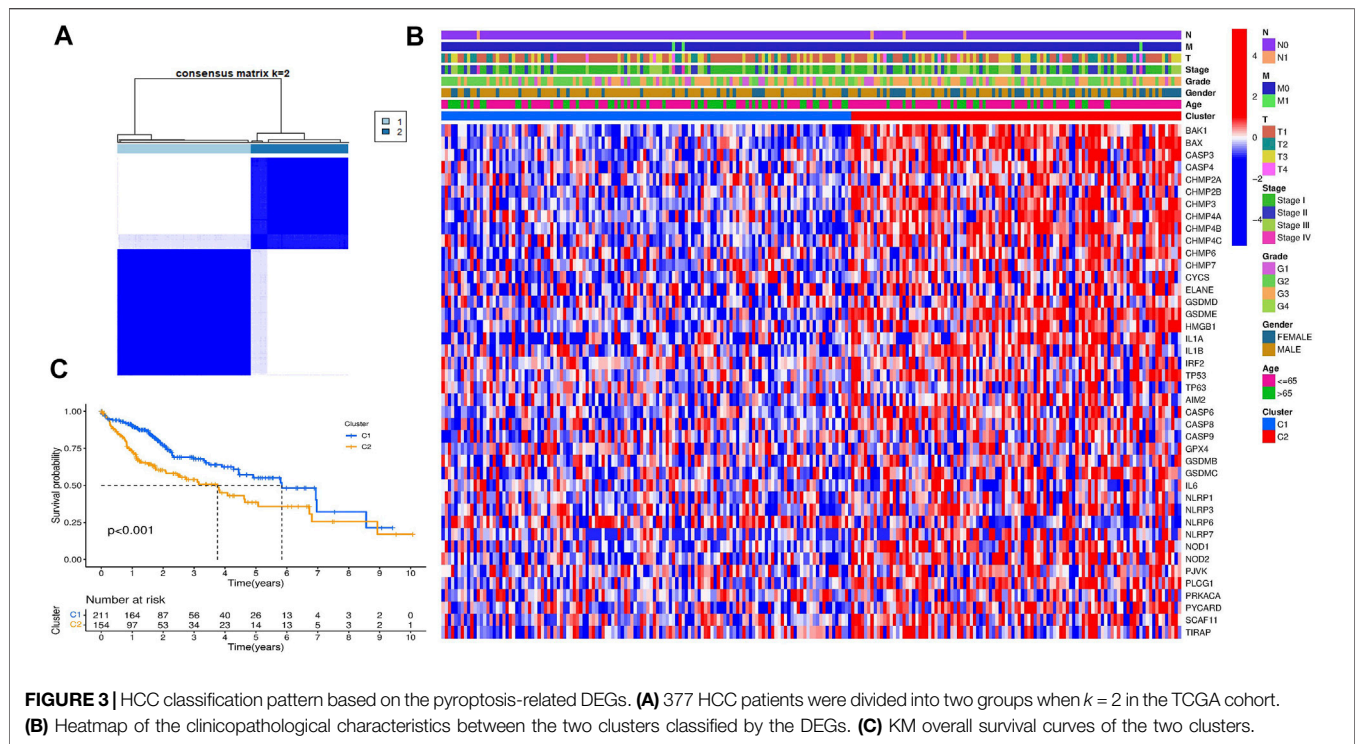 A
consensus matrix k=2
1
2
B
N
M
T
Stage
Grade
Gender
Age
Cluster
BAK1
BAX
CASP3
CASP4
CHMP2A
CHMP2B
CHMP3
CHMP4A
CHMP4B
CHMP4C
CHMP6
CHMP7
CYCS
ELANE
GSDMD
GSDME
HMGB1
IL1A
IL1B
IRF2
TP53
TP63
AIM2
CASP6
CASP8
CASP9
GPX4
GSDMB
GSDMC
IL6
NLRP1
NLRP3
NLRP6
NLRP7
NOD1
NOD2
PJVK
PLCG1
PRKACA
PYCARD
SCAF11
TIRAP
4
2
0
−2
−4
N
N0
N1
M
M0
M1
T
T1
T2
T3
T4
Stage
Stage I
Stage II
Stage III
Stage IV
Grade
G1
G2
G3
G4
Gender
FEMALE
MALE
Age
<=65
>65
Cluster
C1
C2
C
Cluster
C1
C2
Survival probability
1.00
0.75
0.50
0.25
0.00
p<0.001
0 1 2 3 4 5 6 7 8 9 10
Time(years)
Number at risk
Cluster
C1 211 164 87 56 40 26 13 4 3 2 0
C2 154 97 53 34 23 14 13 5 3 2 1
0 1 2 3 4 5 6 7 8 9 10
Time(years)
FIGURE 3 | HCC classification pattern based on the pyroptosis-related DEGs. (A) 377 HCC patients were divided into two groups when k = 2 in the TCGA cohort.
(B) Heatmap of the clinicopathological characteristics between the two clusters classified by the DEGs. (C) KM overall survival curves of the two clusters.